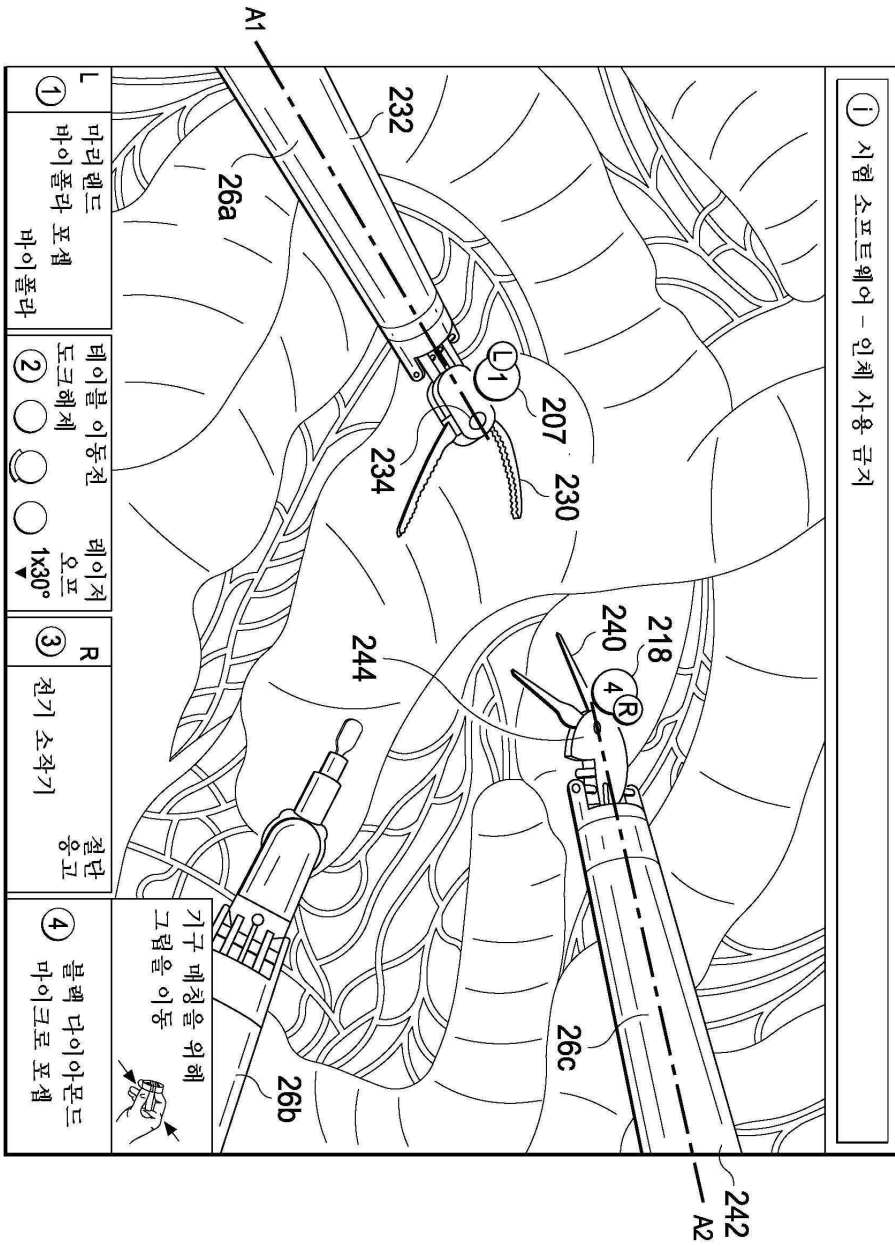 ⓘ 시험 소프트웨어 - 인체 사용 금지
242
A2
218
240
26c
230
207
L
1
4
R
232
234
244
26b
A1
26a
기구 매칭을 위해
그립을 이동
L
①
마리랜드
바이폴라 포셉
바이폴라
테이블 이동전
도크해제
②
레이저
오프
1x30°
R
③
전기 소작기
절단
응고
④
블랙 다이아몬드
마이크로 포셉